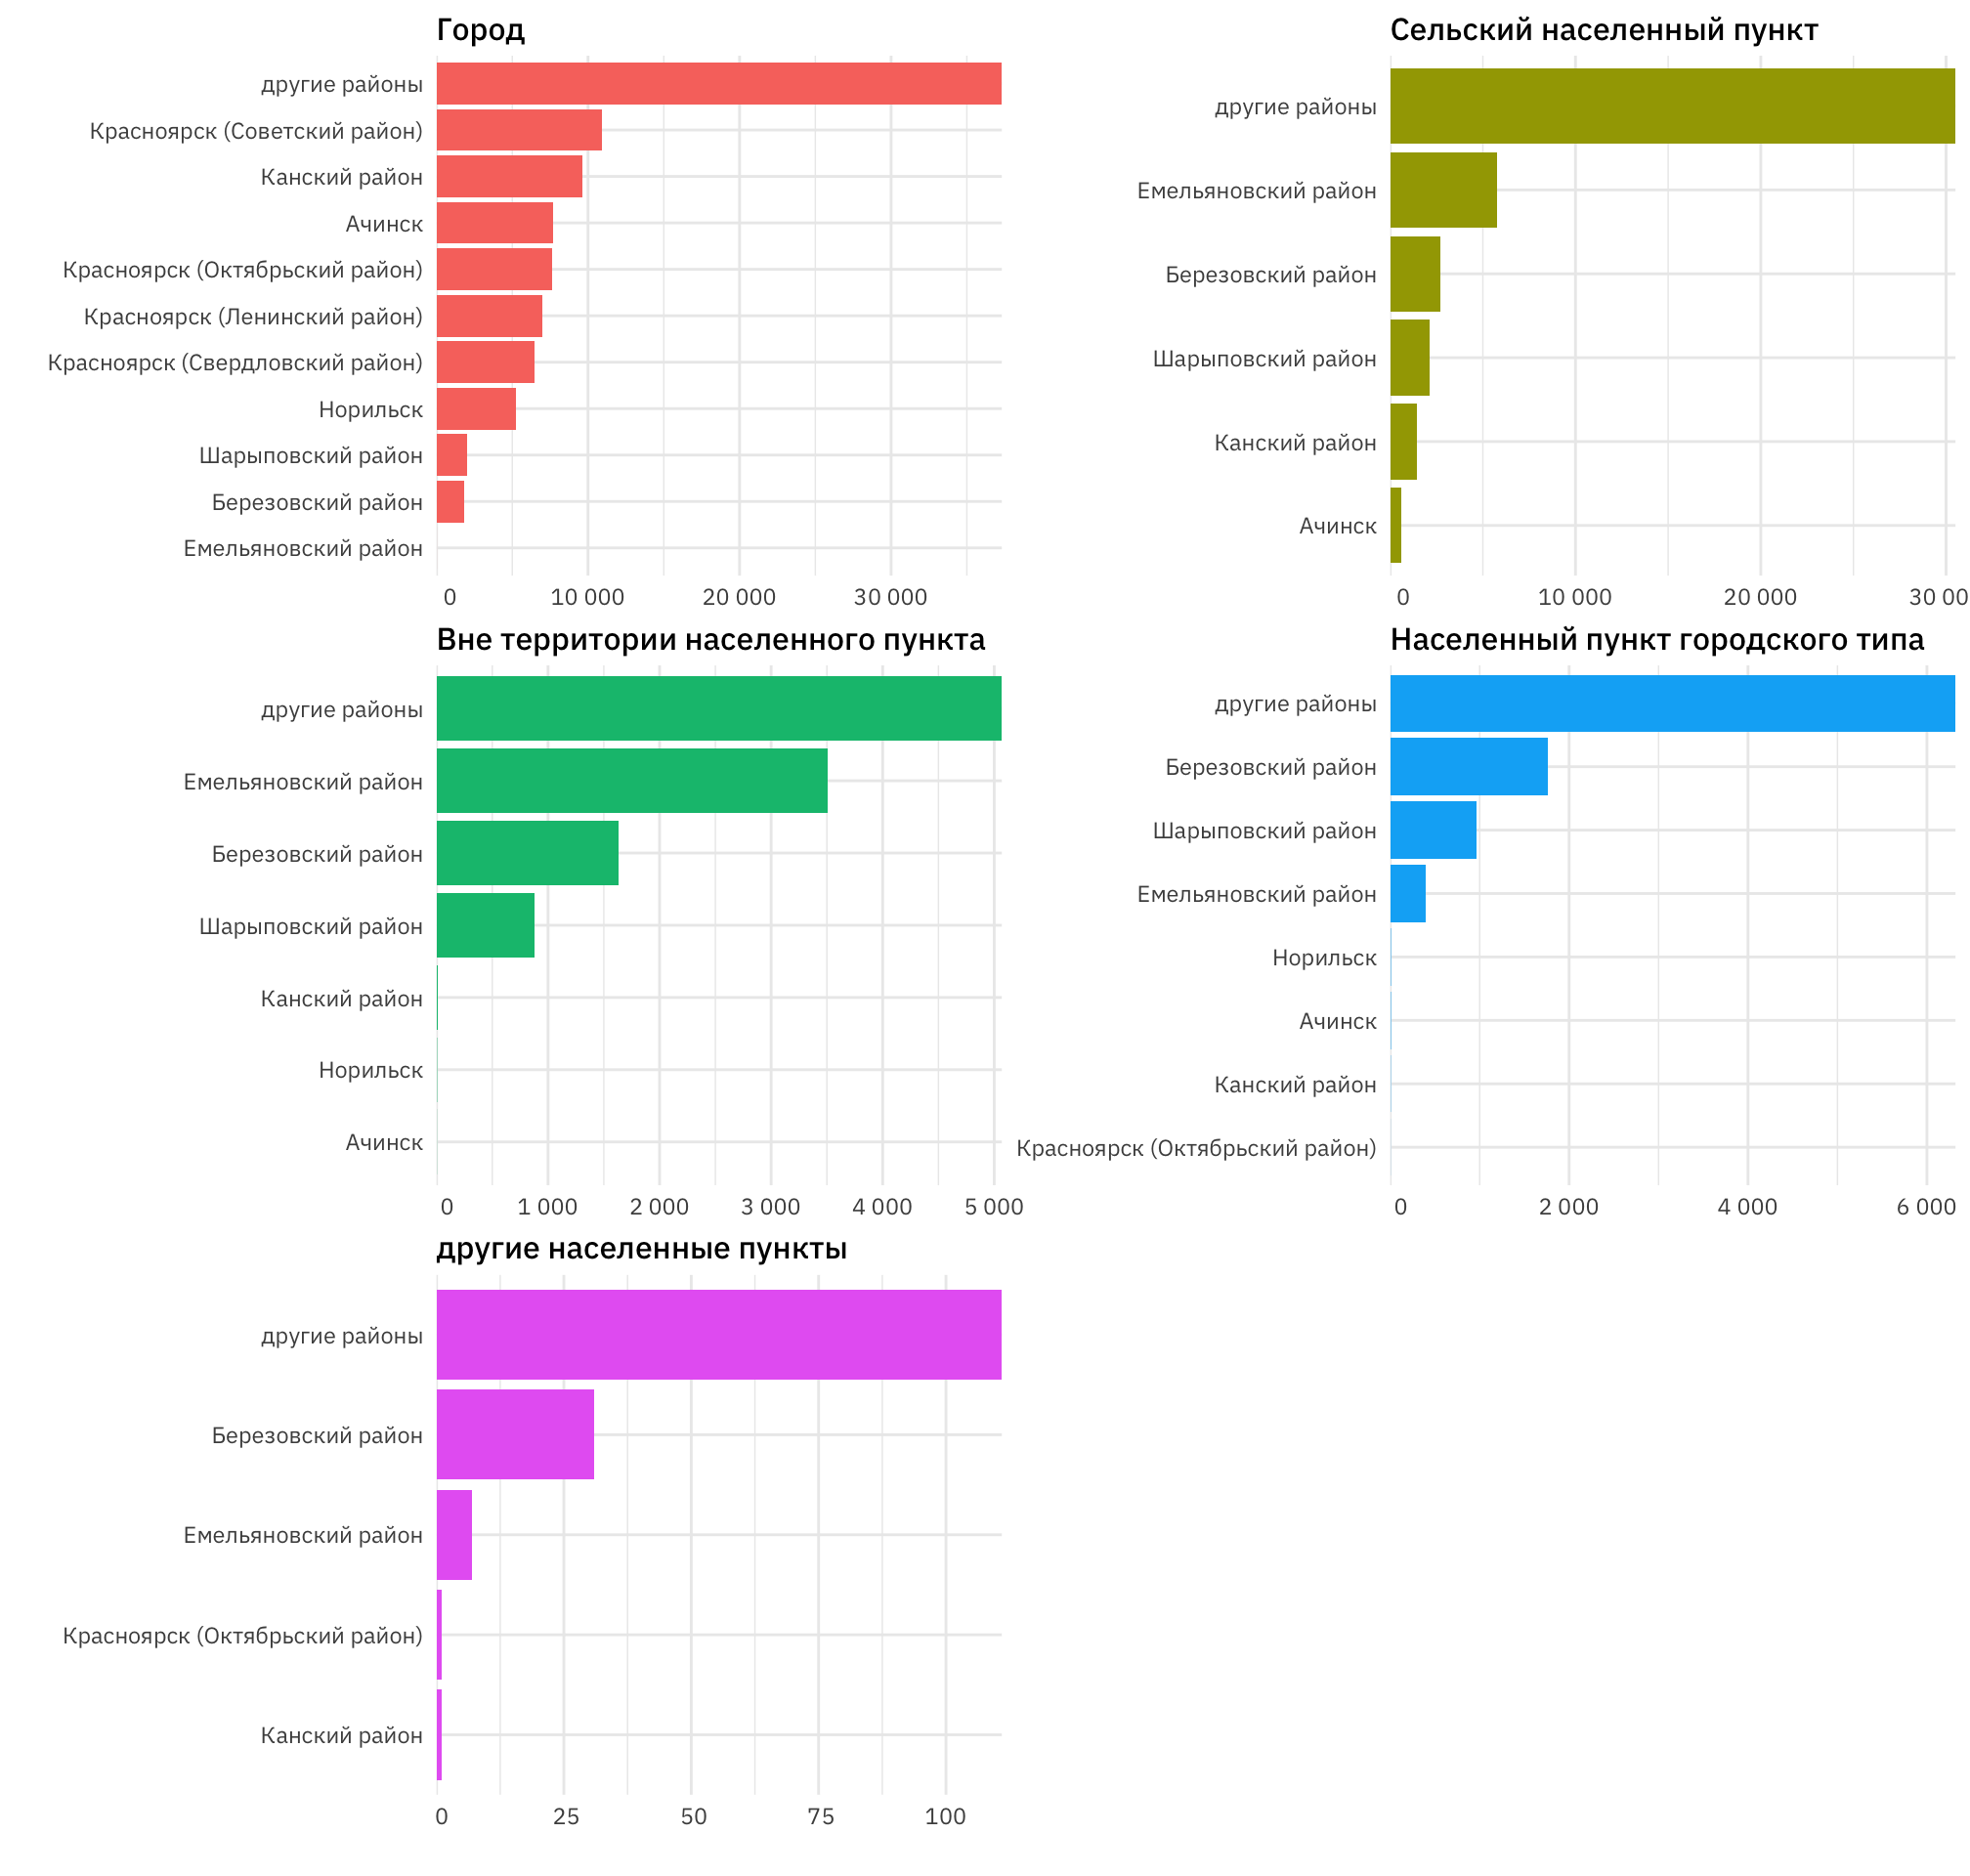 Город
другие районы
Красноярск (Советский район)
Канский район
Ачинск
Красноярск (Октябрьский район)
Красноярск (Ленинский район)
Красноярск (Свердловский район)
Норильск
Шарыповский район
Березовский район
Емельяновский район
0 10 000 20 000 30 000
Сельский населенный пункт
другие районы
Емельяновский район
Березовский район
Шарыповский район
Канский район
Ачинск
0 10 000 20 000 30 00
Вне территории населенного пункта
другие районы
Емельяновский район
Березовский район
Шарыповский район
Канский район
Норильск
Ачинск
0 1 000 2 000 3 000 4 000 5 000
Населенный пункт городского типа
другие районы
Березовский район
Шарыповский район
Емельяновский район
Норильск
Ачинск
Канский район
Красноярск (Октябрьский район)
0 2 000 4 000 6 000
другие населенные пункты
другие районы
Березовский район
Емельяновский район
Красноярск (Октябрьский район)
Канский район
0 25 50 75 100